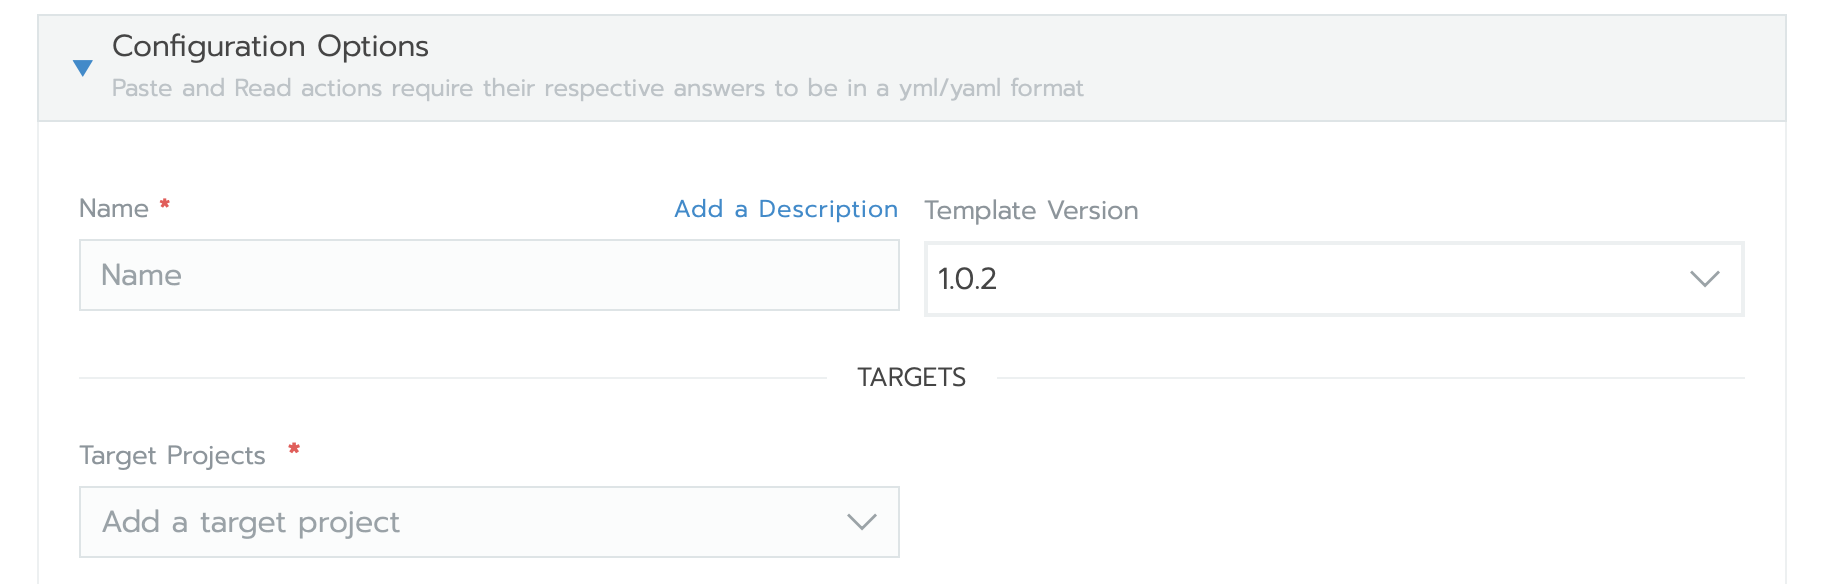 Configuration Options
Paste and Read actions require their respective answers to be in a yml/yaml format
Name *
Add a Description
Template Version
Name
1.0.2
TARGETS
Target Projects *
Add a target project